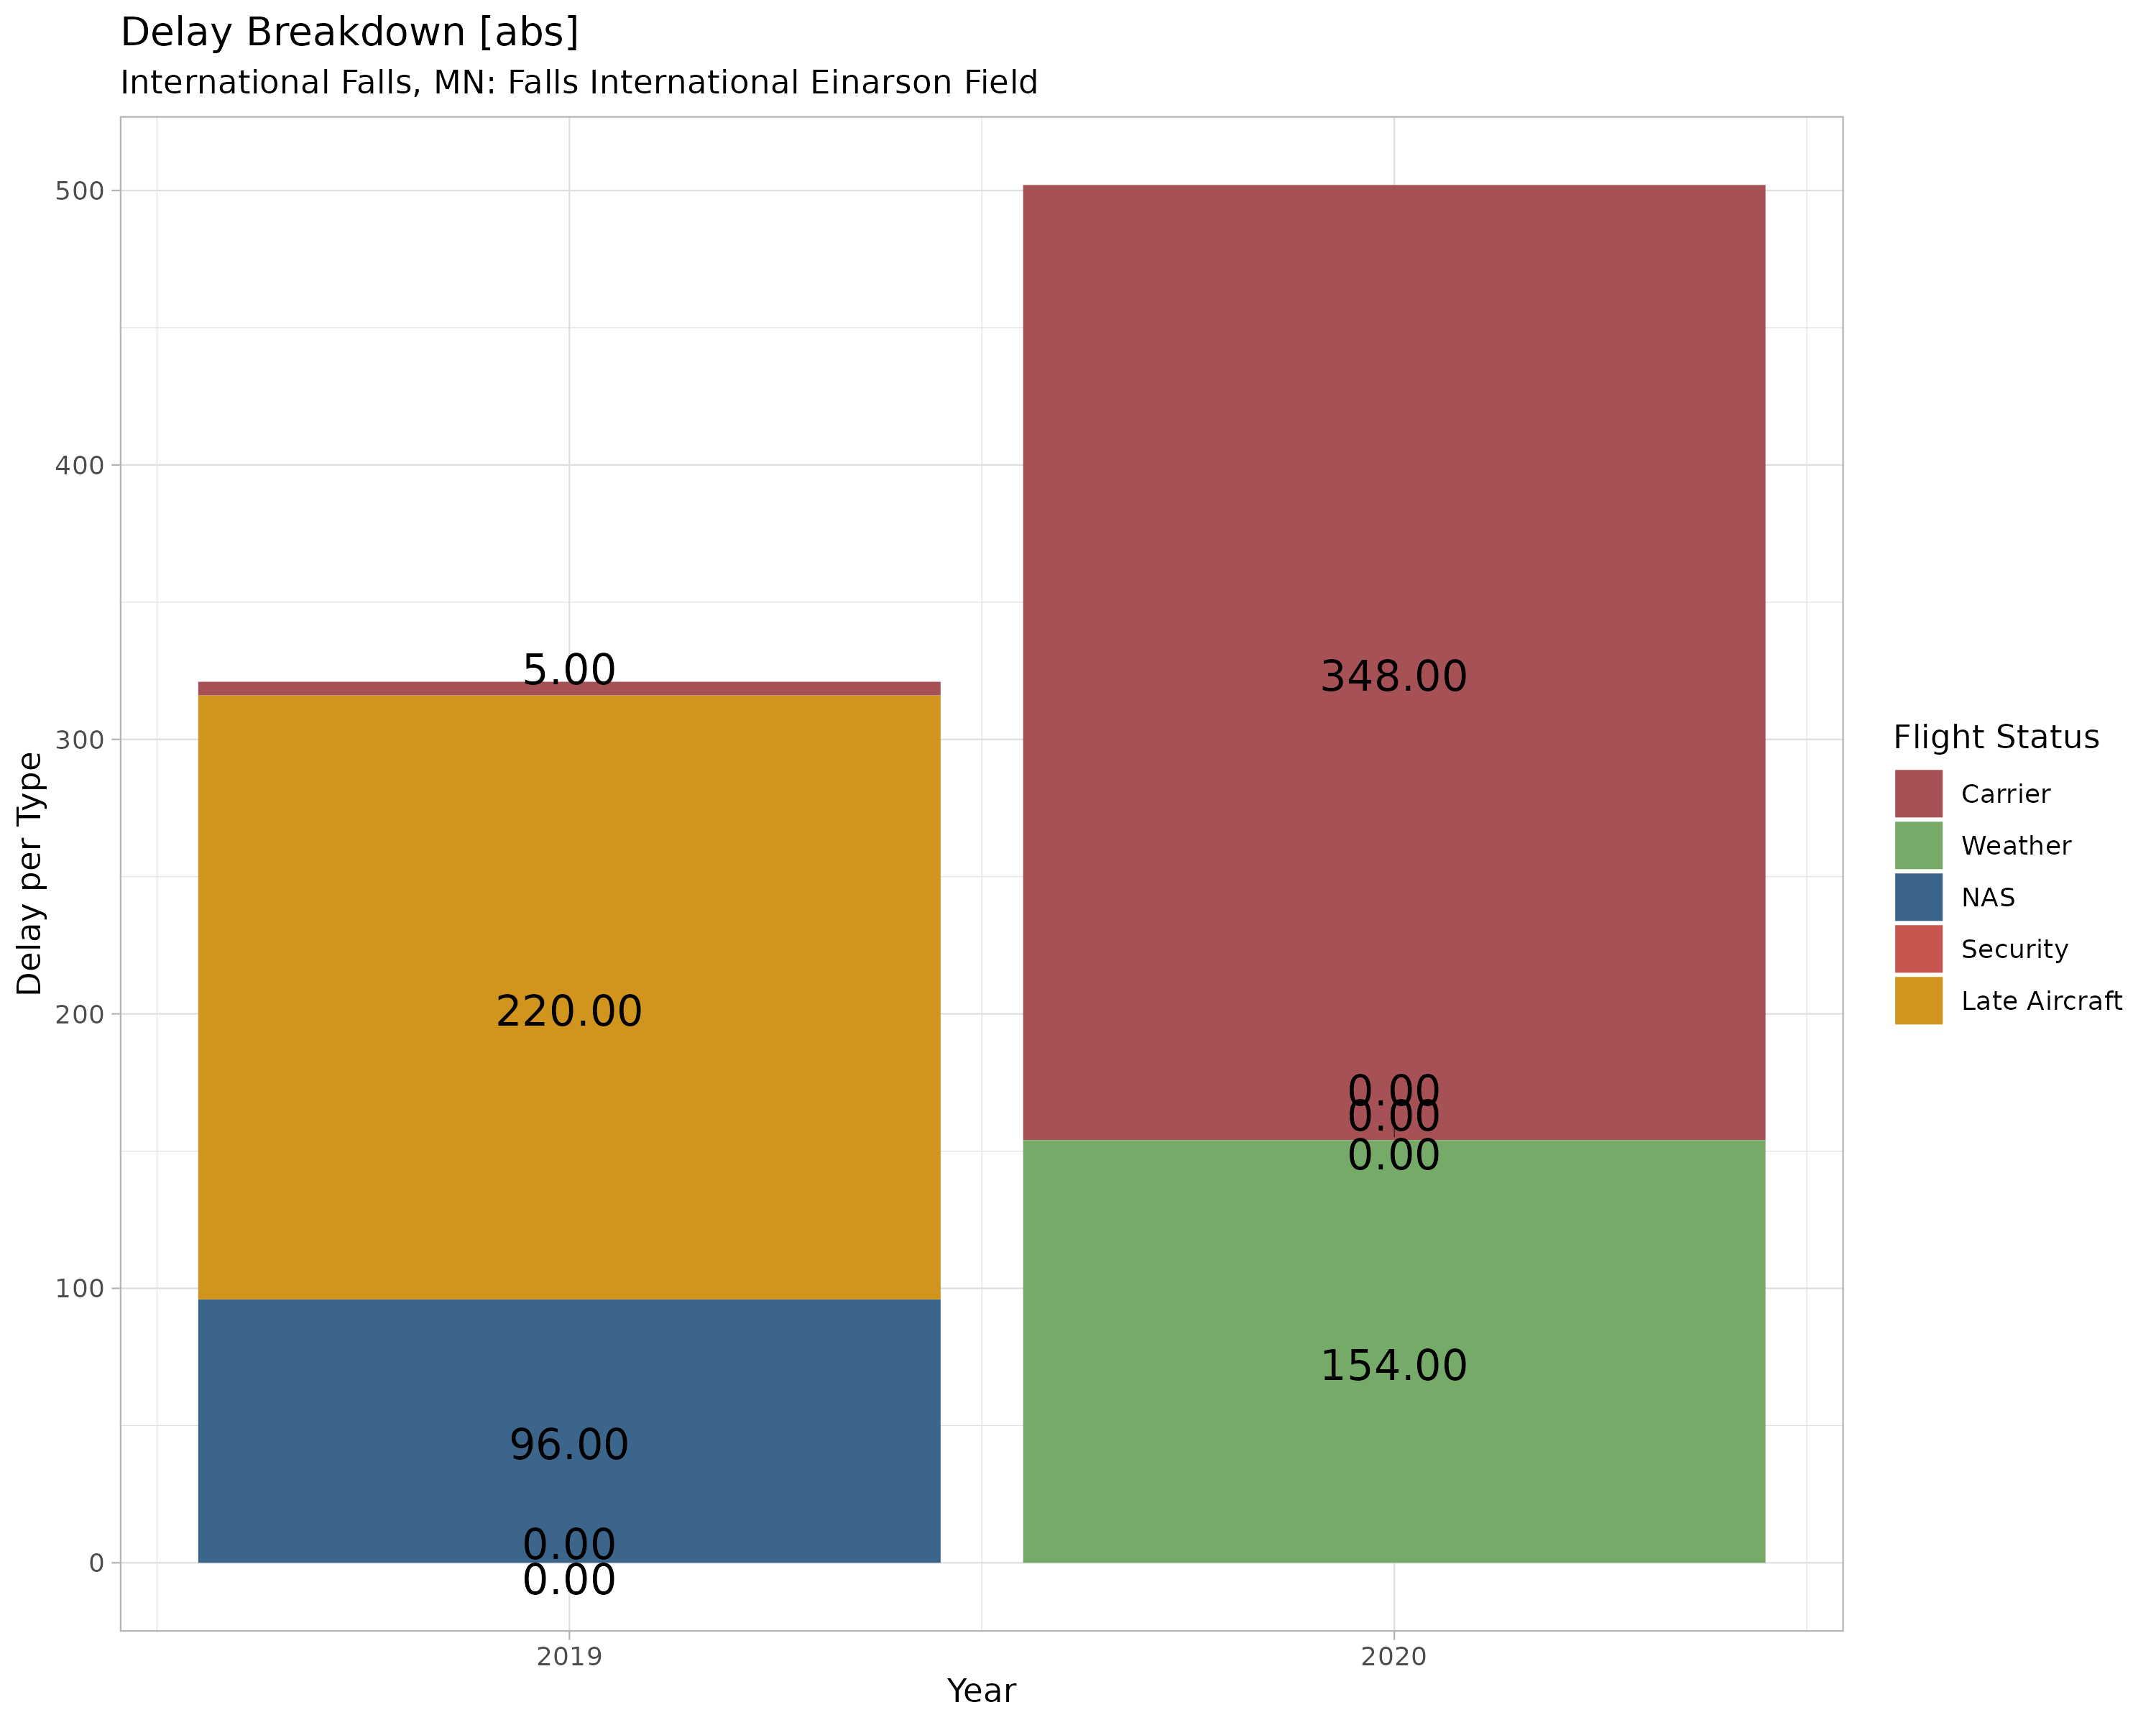 Delay Breakdown [abs]
International Falls, MN: Falls International Einarson Field
Delay per Type
500
400
300
200
100
0
5.00
220.00
96.00
0.00
0.00
348.00
0.00
0.00
0.00
154.00
2019
2020
Year
Flight Status
Carrier
Weather
NAS
Security
Late Aircraft